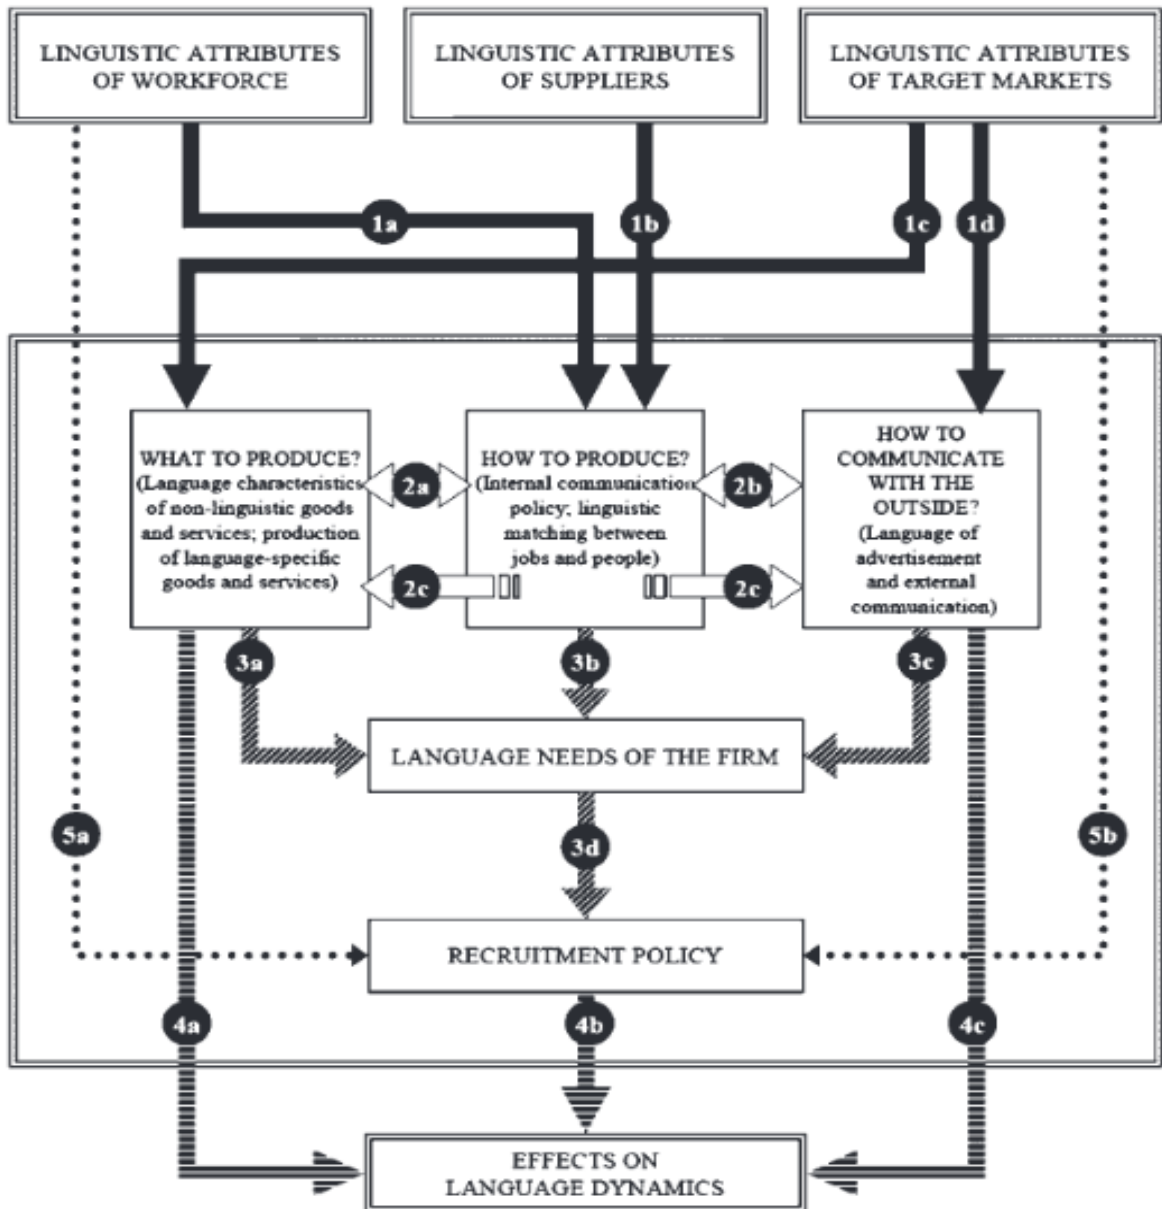 LINGUISTIC ATTRIBUTES
OF WORKFORCE
LINGUISTIC ATTRIBUTES
OF SUPPLIERS
LINGUISTIC ATTRIBUTES
OF TARGET MARKETS
1a
1b
1c
1d
WHAT TO PRODUCE?
(Language characteristics
of non-linguistic goods
and services; production
of language-specific
goods and services)
2a
HOW TO PRODUCE?
(Internal communication
policy; linguistic
matching between
jobs and people)
2b
HOW TO
COMMUNICATE
WITH THE
OUTSIDE?
(Language of
advertisement
and external
communication)
2c
2c
3a
3b
3c
LANGUAGE NEEDS OF THE FIRM
5a
3d
5b
RECRUITMENT POLICY
4a
4b
4c
EFFECTS ON
LANGUAGE DYNAMICS